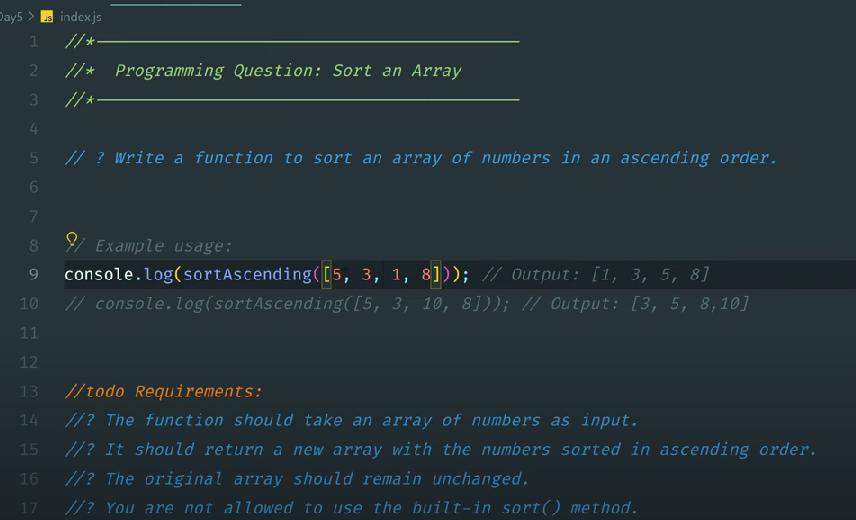 Day5 > JS index.js
1 //*————————————————————
2 //* Programming Question: Sort an Array
3 //*————————————————————
4
5 // ? Write a function to sort an array of numbers in an ascending order.
6
7
8 // Example usage:
9 console.log(sortAscending([5, 3, 1, 8])); // Output: [1, 3, 5, 8]
10 // console.log(sortAscending([5, 3, 10, 8])); // Output: [3, 5, 8,10]
11
12
13 //todo Requirements:
14 //? The function should take an array of numbers as input.
15 //? It should return a new array with the numbers sorted in ascending order.
16 //? The original array should remain unchanged.
17 //? You are not allowed to use the built-in sort() method.